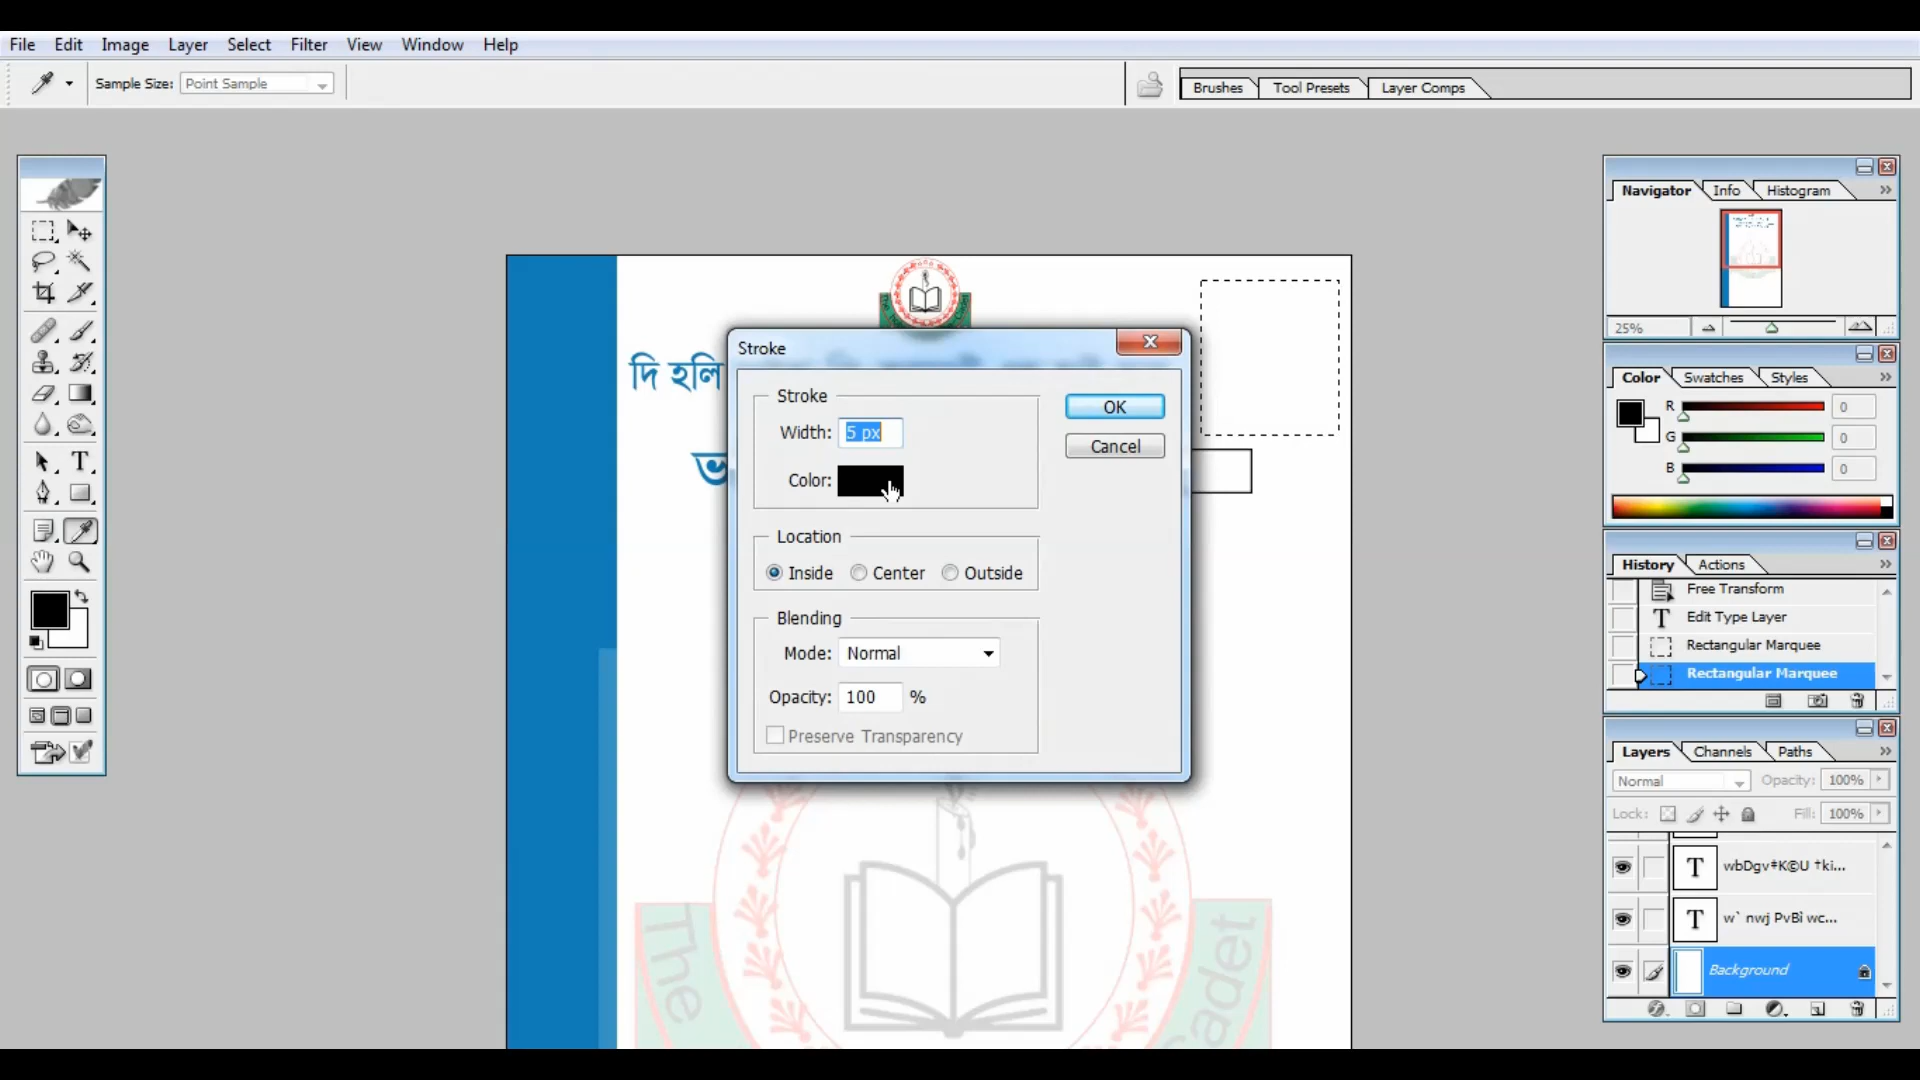 File Edit Image Layer Select Filter View Window Help
Sample Size: Point Sample
Brushes Tool Presets Layer Comps
Navigator Info Histogram
25%
Color Swatches Styles
R 0
G 0
B 0
History Actions
Free Transform
Edit Type Layer
Rectangular Marquee
Rectangular Marquee
Layers Channels Paths
Normal Opacity: 100%
Lock: Fill: 100%
wbDgv‡K©U †ki...
w` nwj PvBì wc...
Background
দি হলি
Stroke
Stroke
Width: 5 px
Color:
OK
Cancel
Location
Inside Center Outside
Blending
Mode: Normal
Opacity: 100 %
Preserve Transparency
The
Cadet